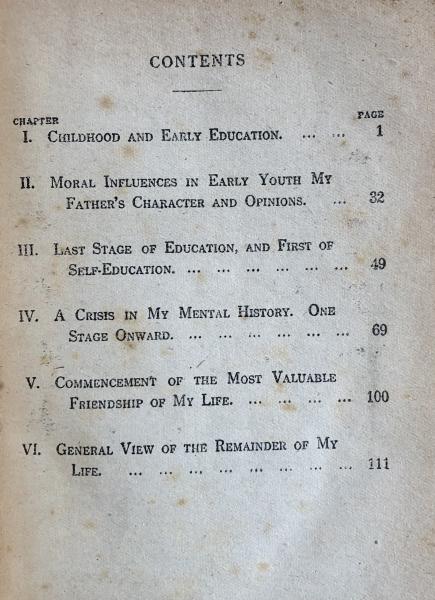 CONTENTS
CHAPTER PAGE
I. CHILDHOOD AND EARLY EDUCATION. ... ... 1
II. MORAL INFLUENCES IN EARLY YOUTH MY
FATHER'S CHARACTER AND OPINIONS. ... 32
III. LAST STAGE OF EDUCATION, AND FIRST OF
SELF-EDUCATION. ... ... ... ... ... ... 49
IV. A CRISIS IN MY MENTAL HISTORY. ONE
STAGE ONWARD. ... ... ... ... ... ... 69
V. COMMENCEMENT OF THE MOST VALUABLE
FRIENDSHIP OF MY LIFE. ... ... ... ... 100
VI. GENERAL VIEW OF THE REMAINDER OF MY
LIFE. ... ... ... ... ... ... ... ... 111